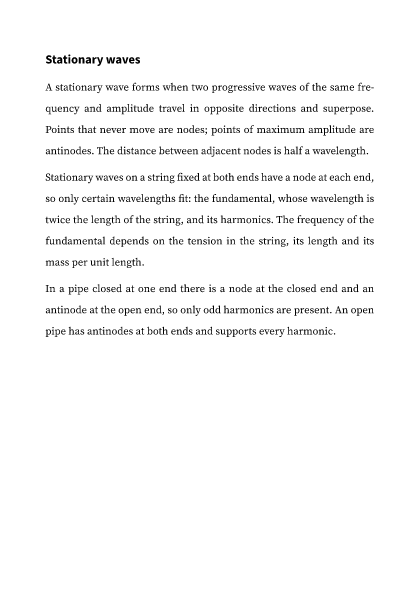 Stationary waves
A stationary wave forms when two progressive waves of the same fre-
quency and amplitude travel in opposite directions and superpose.
Points that never move are nodes; points of maximum amplitude are
antinodes. The distance between adjacent nodes is half a wavelength.
Stationary waves on a string fixed at both ends have a node at each end,
so only certain wavelengths fit: the fundamental, whose wavelength is
twice the length of the string, and its harmonics. The frequency of the
fundamental depends on the tension in the string, its length and its
mass per unit length.
In a pipe closed at one end there is a node at the closed end and an
antinode at the open end, so only odd harmonics are present. An open
pipe has antinodes at both ends and supports every harmonic.